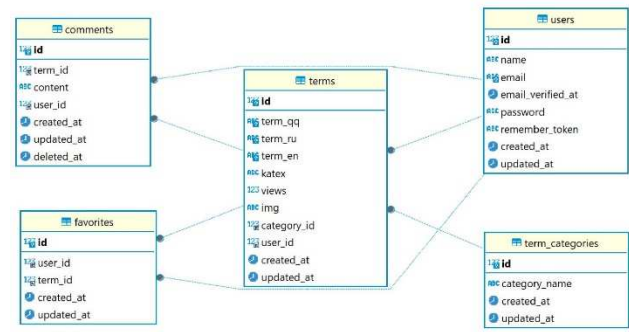 comments
id
term_id
content
user_id
created_at
updated_at
deleted_at
favorites
id
user_id
term_id
created_at
updated_at
terms
id
term_qq
term_ru
term_en
katex
views
img
category_id
user_id
created_at
updated_at
users
id
name
email
email_verified_at
password
remember_token
created_at
updated_at
term_categories
id
category_name
created_at
updated_at